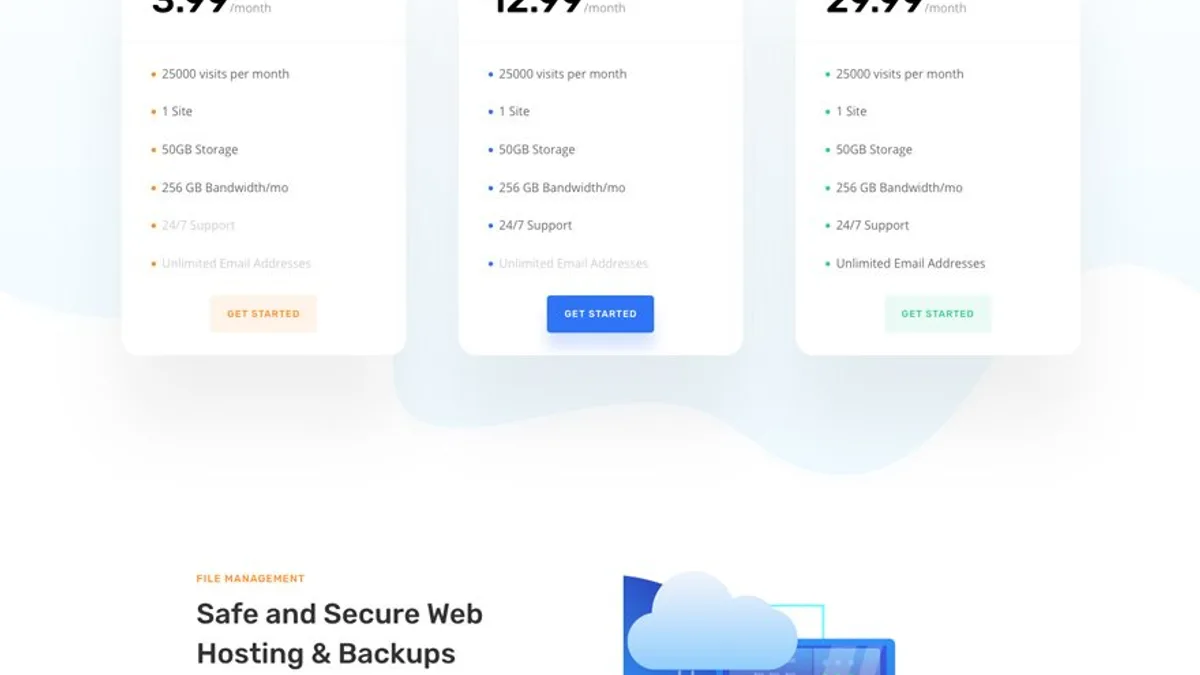 3.99 /month
25000 visits per month
1 Site
50GB Storage
256 GB Bandwidth/mo
24/7 Support
Unlimited Email Addresses
GET STARTED
12.99 /month
25000 visits per month
1 Site
50GB Storage
256 GB Bandwidth/mo
24/7 Support
Unlimited Email Addresses
GET STARTED
29.99 /month
25000 visits per month
1 Site
50GB Storage
256 GB Bandwidth/mo
24/7 Support
Unlimited Email Addresses
GET STARTED
FILE MANAGEMENT
Safe and Secure Web
Hosting & Backups